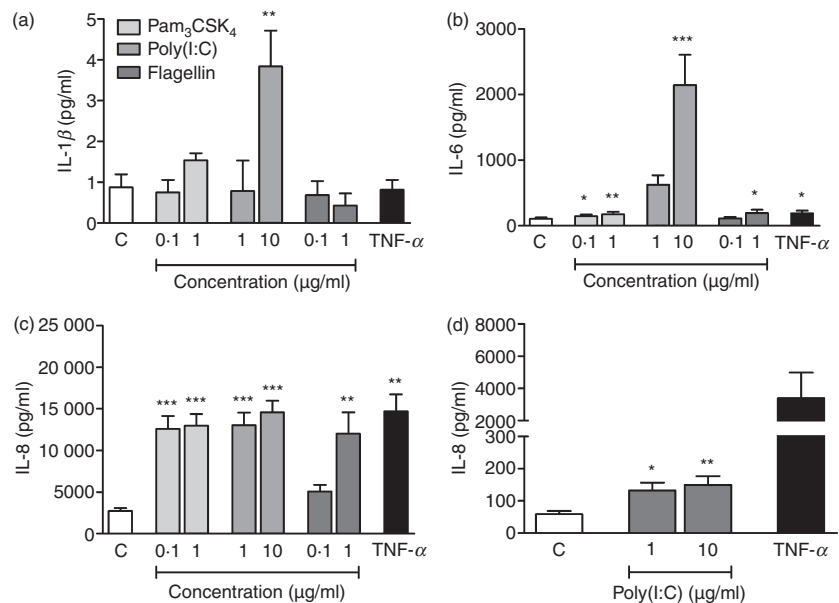 (a)
5
4
3
2
1
0
IL-1β (pg/ml)
Pam₃CSK₄
Poly(I:C)
Flagellin
**
C 0·1 1 1 10 0·1 1 TNF-α
Concentration (μg/ml)
(b)
3000
2000
1000
0
IL-6 (pg/ml)
* ** *** * *
C 0·1 1 1 10 0·1 1 TNF-α
Concentration (μg/ml)
(c)
25 000
20 000
15 000
10 000
5000
0
IL-8 (pg/ml)
*** *** *** *** ** **
C 0·1 1 1 10 0·1 1 TNF-α
Concentration (μg/ml)
(d)
8000
6000
4000
2000
300
200
100
0
IL-8 (pg/ml)
* **
C 1 10 TNF-α
Poly(I:C) (μg/ml)